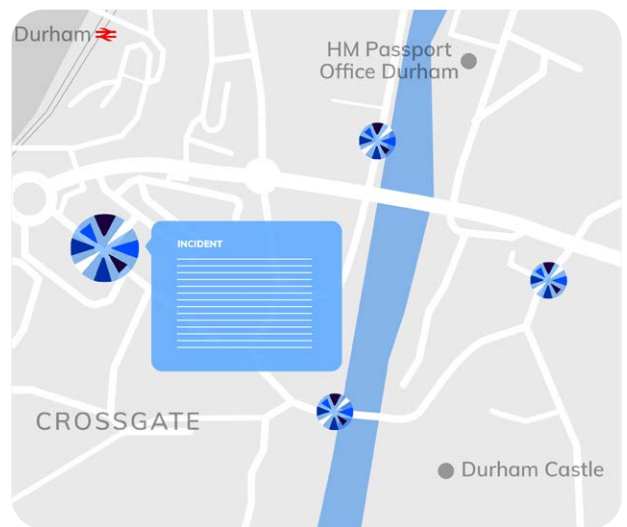 Durham
HM Passport
Office Durham
INCIDENT
CROSSGATE
Durham Castle